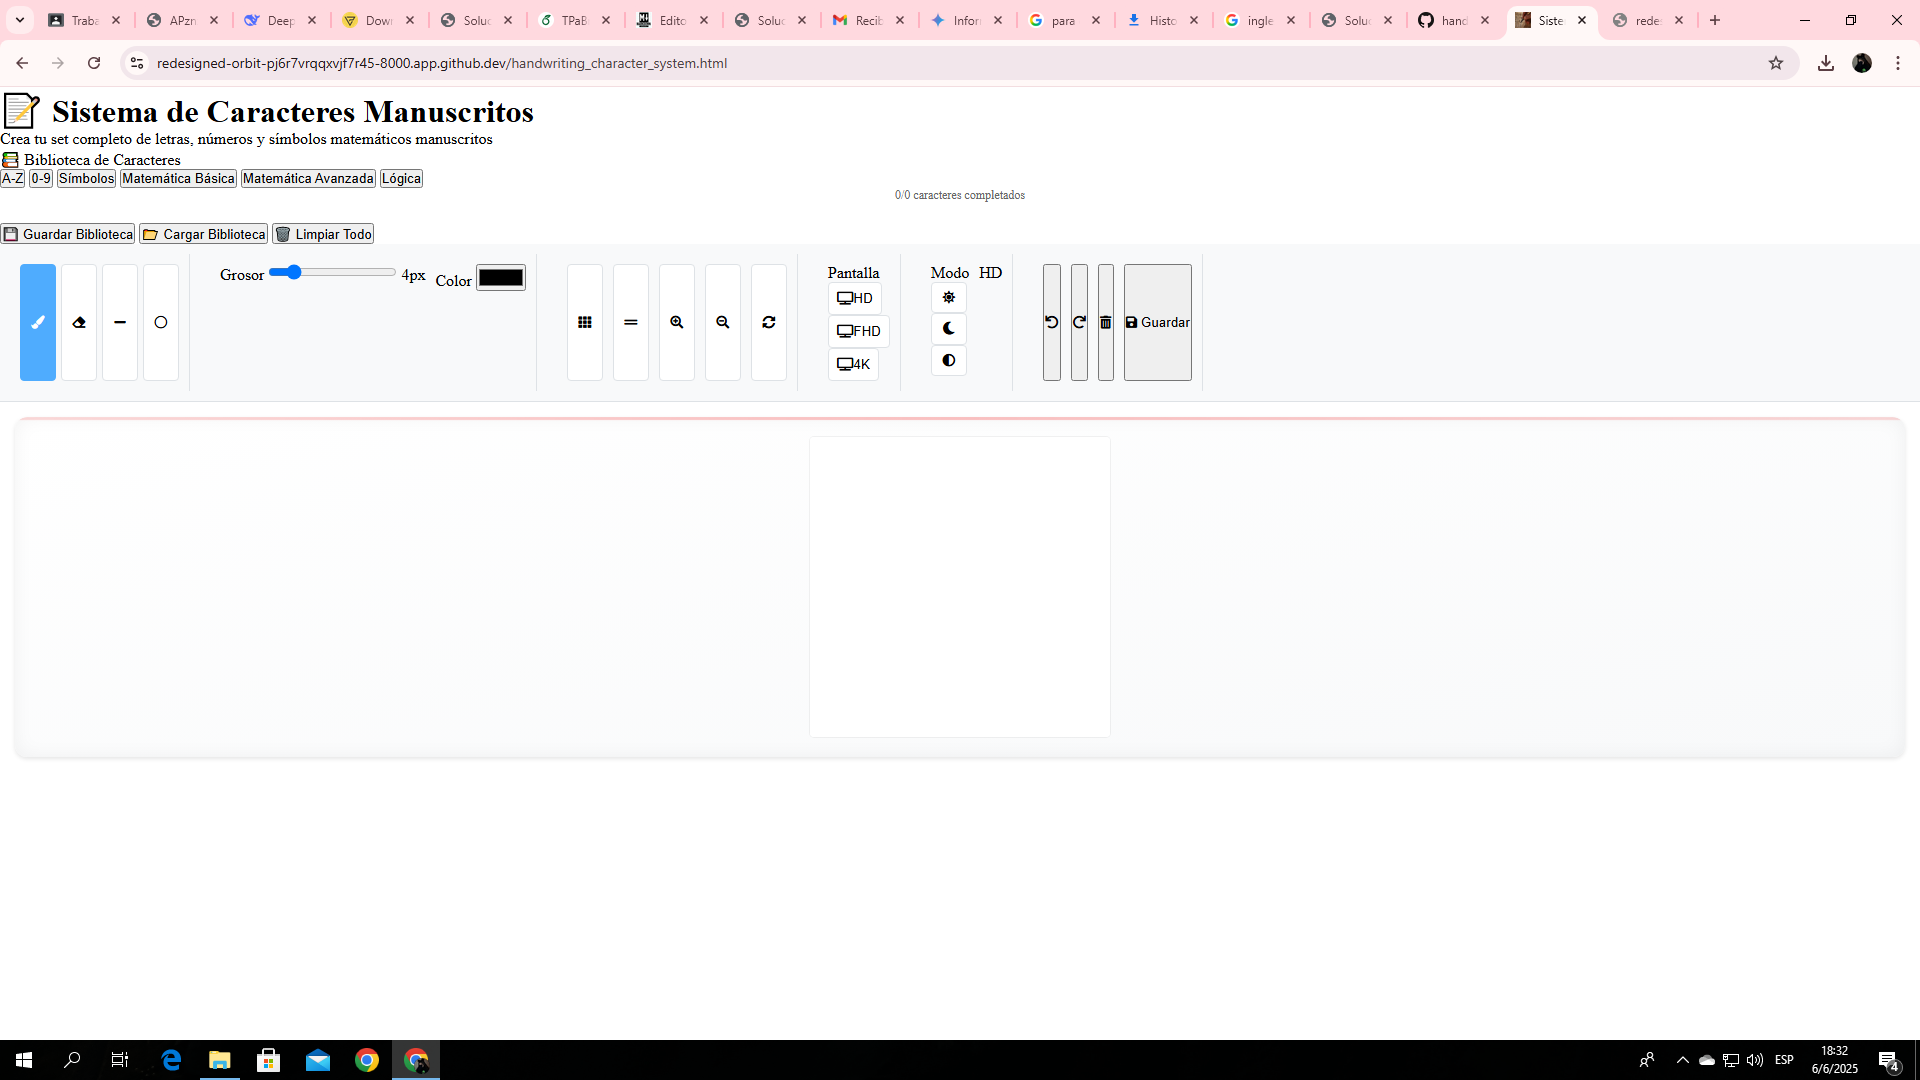 Traba
APzn
Deep
Down
Soluc
TPaB
Edito
Soluc
Recib
Infor
para
Histo
ingle
Soluc
hand
Siste
rede
redesigned-orbit-pj6r7vrqqxvjf7r45-8000.app.github.dev/handwriting_character_system.html
Sistema de Caracteres Manuscritos
Crea tu set completo de letras, números y símbolos matemáticos manuscritos
Biblioteca de Caracteres
A-Z 0-9 Símbolos Matemática Básica Matemática Avanzada Lógica
0/0 caracteres completados
Guardar Biblioteca Cargar Biblioteca Limpiar Todo
Grosor 4px Color Pantalla Modo HD
HD
FHD
4K
Guardar
ESP
18:32
6/6/2025
4